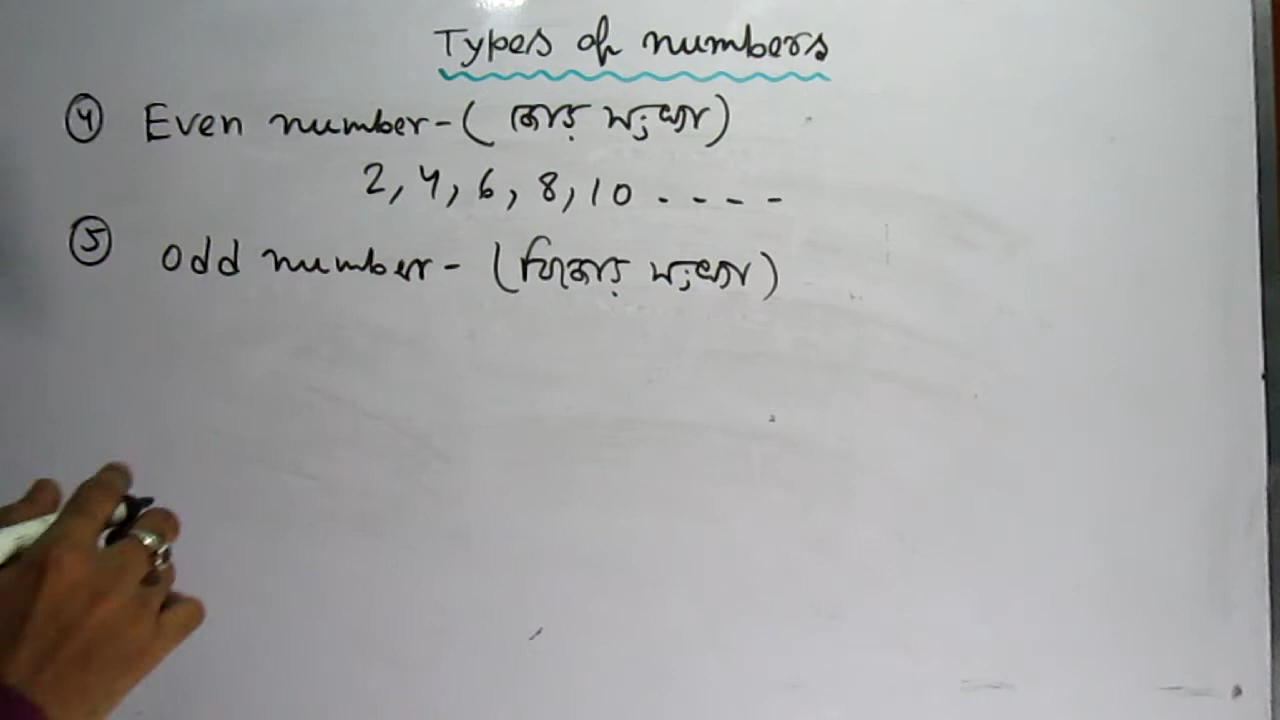 Types of numbers
④ Even number - (জোড় সংখ্যা)
2, 4, 6, 8, 10 - - - -
⑤ Odd number - (বিজোড় সংখ্যা)